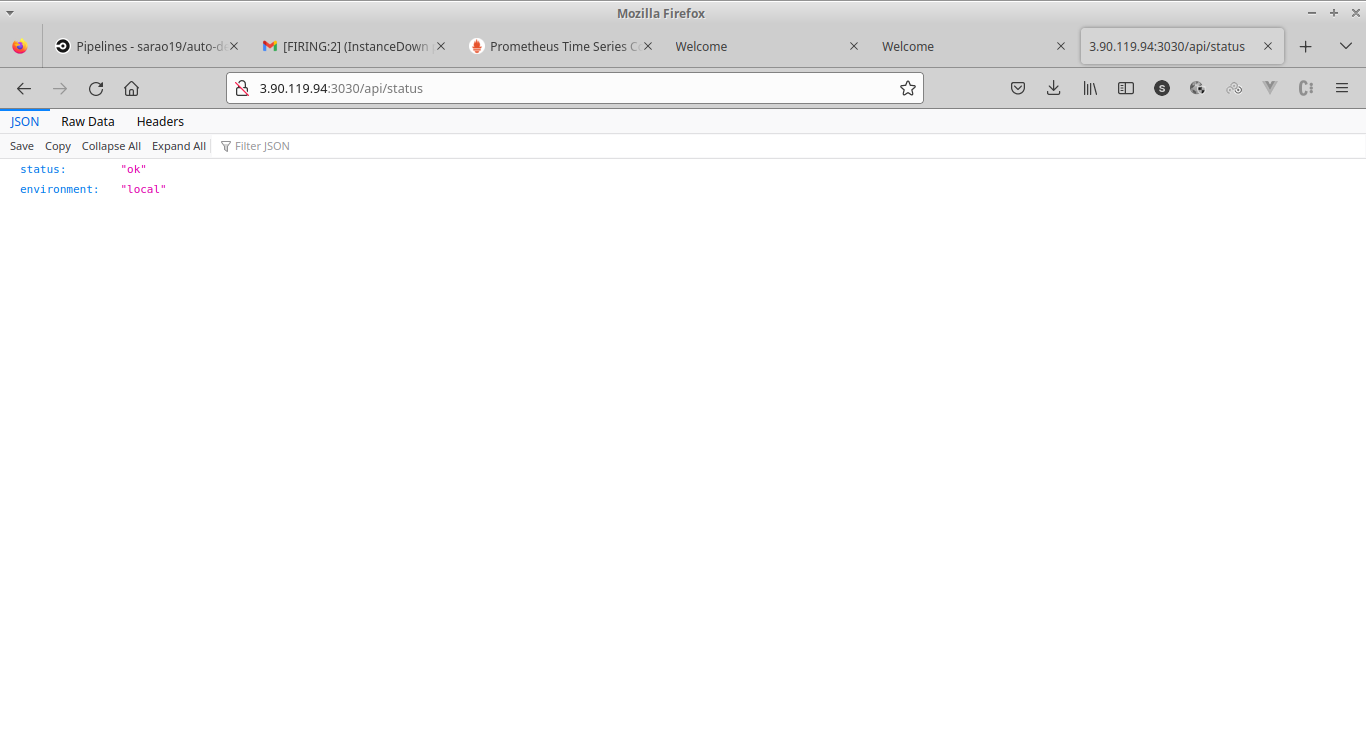 Mozilla Firefox
Pipelines - sarao19/auto-de
[FIRING:2] (InstanceDown
Prometheus Time Series Co
Welcome
Welcome
3.90.119.94:3030/api/status
3.90.119.94:3030/api/status
S
JSON Raw Data Headers
Save Copy Collapse All Expand All Filter JSON
status: "ok"
environment: "local"